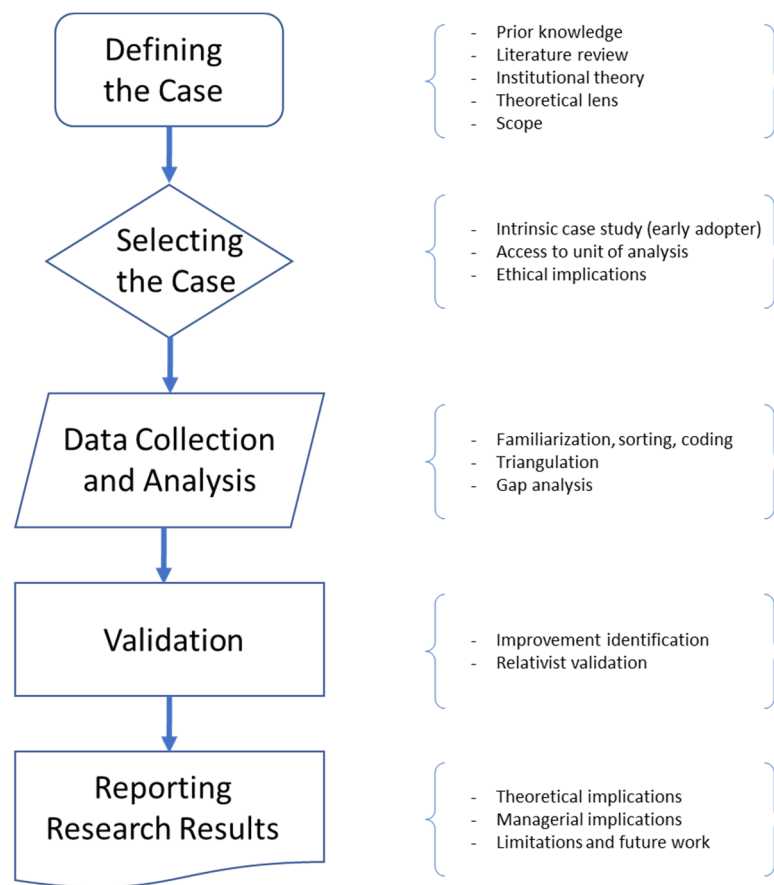 Defining
the Case
- Prior knowledge
- Literature review
- Institutional theory
- Theoretical lens
- Scope
Selecting
the Case
- Intrinsic case study (early adopter)
- Access to unit of analysis
- Ethical implications
Data Collection
and Analysis
- Familiarization, sorting, coding
- Triangulation
- Gap analysis
Validation
- Improvement identification
- Relativist validation
Reporting
Research Results
- Theoretical implications
- Managerial implications
- Limitations and future work